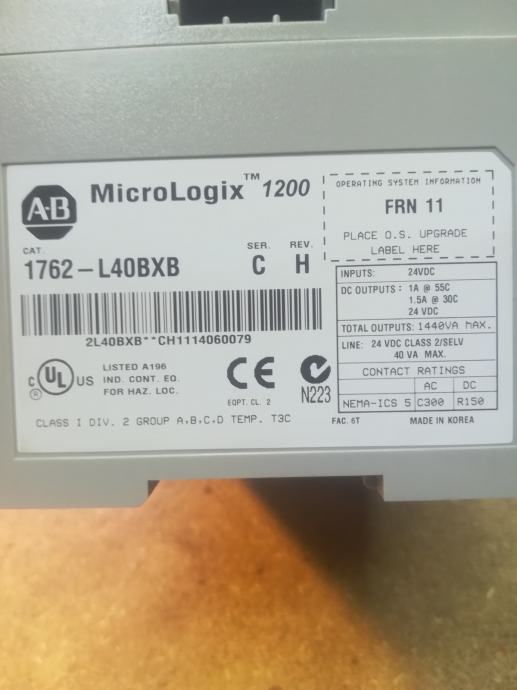 A-B
MicroLogix™ 1200
CAT.
1762-L40BXB
SER.
C
REV.
H
2L40BXB**CH1114060079
C UL US
®
LISTED A196
IND. CONT. EQ.
FOR HAZ. LOC.
CE
EQPT. CL. 2
N223
CLASS I DIV. 2 GROUP A,B,C,D TEMP. T3C
OPERATING SYSTEM INFORMATION
FRN 11
PLACE O.S. UPGRADE
LABEL HERE
INPUTS: 24VDC
DC OUTPUTS: 1A @ 55C
1.5A @ 30C
24 VDC
TOTAL OUTPUTS: 1440VA MAX.
LINE: 24 VDC CLASS 2/SELV
40 VA MAX.
CONTACT RATINGS
AC DC
NEMA-ICS 5 C300 R150
FAC. 6T MADE IN KOREA